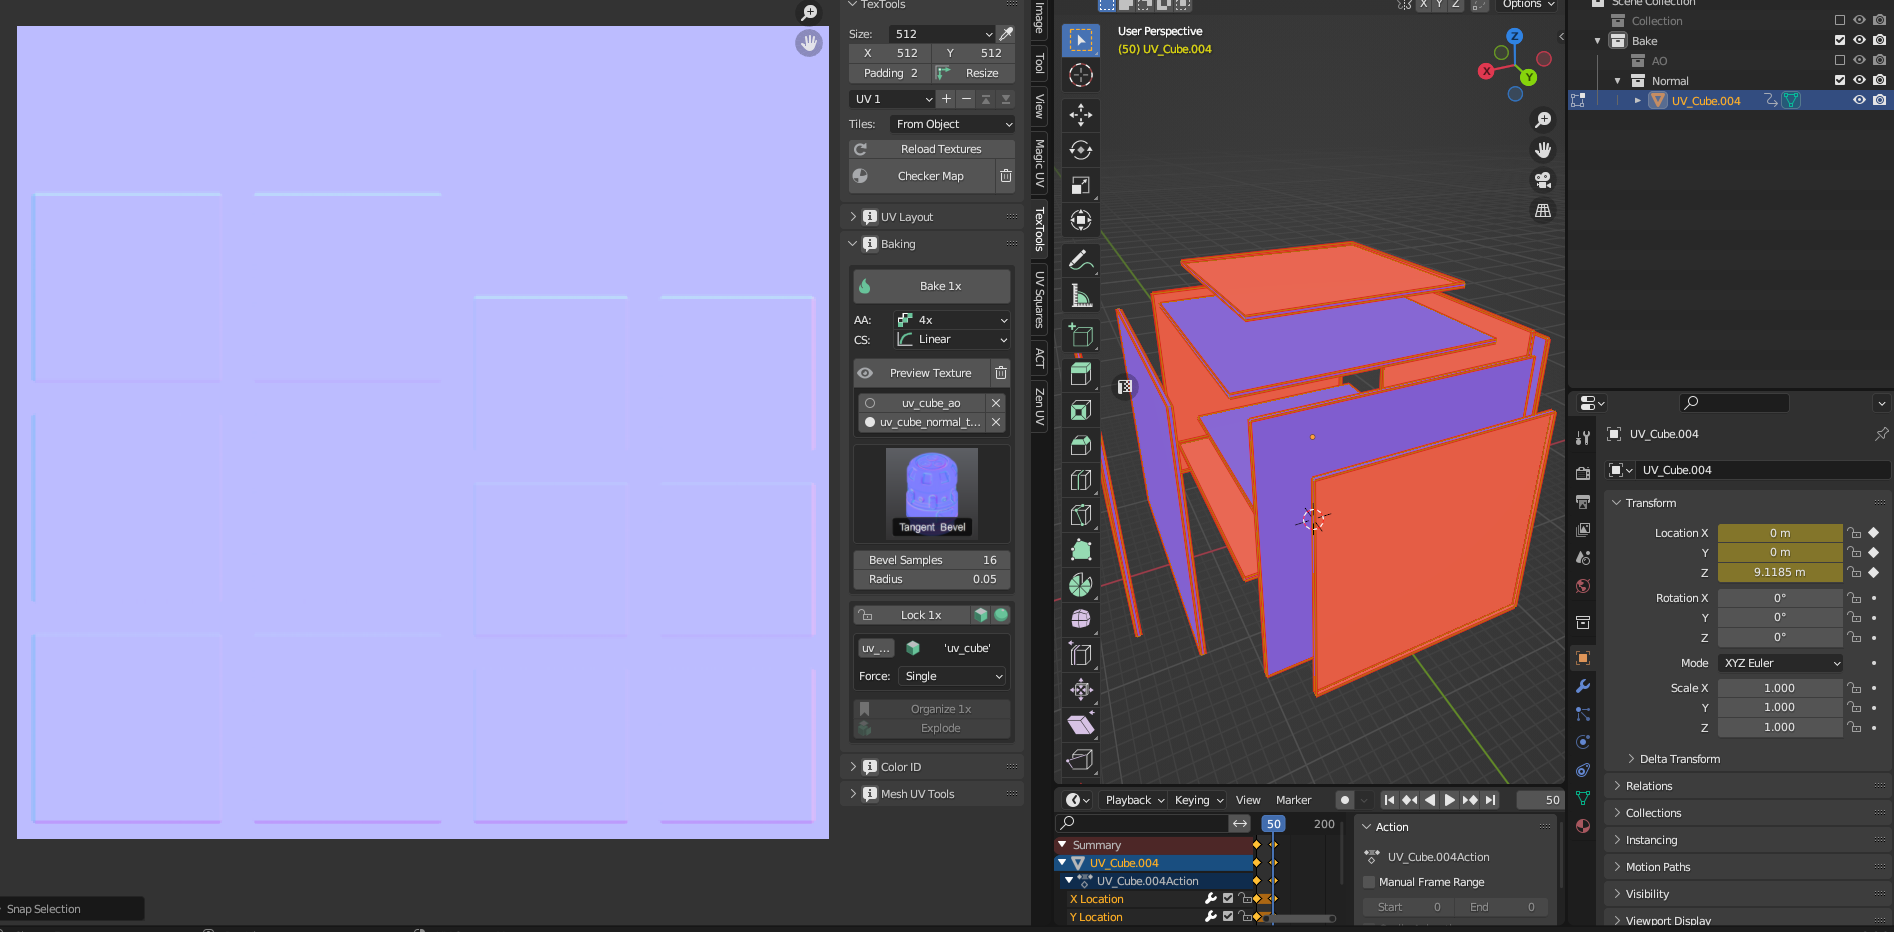 TexTools
Size: 512
X 512 Y 512
Padding 2 Resize
UV 1
Tiles: From Object
Reload Textures
Checker Map
UV Layout
Baking
Bake 1x
AA: 4x
CS: Linear
Preview Texture
uv_cube_ao
uv_cube_normal_t...
Tangent Bevel
Bevel Samples 16
Radius 0.05
Lock 1x
uv_... 'uv_cube'
Force: Single
Organize 1x
Explode
Color ID
Mesh UV Tools
Snap Selection
Image
Tool
View
Magic UV
TexTools
UV Squares
ACT
Zen UV
X Y Z Options
User Perspective
(50) UV_Cube.004
Z
X
Y
Playback Keying View Marker 50
50 200
Summary
UV_Cube.004
UV_Cube.004Action
X Location
Y Location
Action
UV_Cube.004Action
Manual Frame Range
Start 0 End 0
Scene Collection
Collection
Bake
AO
Normal
UV_Cube.004
UV_Cube.004
UV_Cube.004
Transform
Location X 0 m
Y 0 m
Z 9.1185 m
Rotation X 0°
Y 0°
Z 0°
Mode XYZ Euler
Scale X 1.000
Y 1.000
Z 1.000
Delta Transform
Relations
Collections
Instancing
Motion Paths
Visibility
Viewport Display